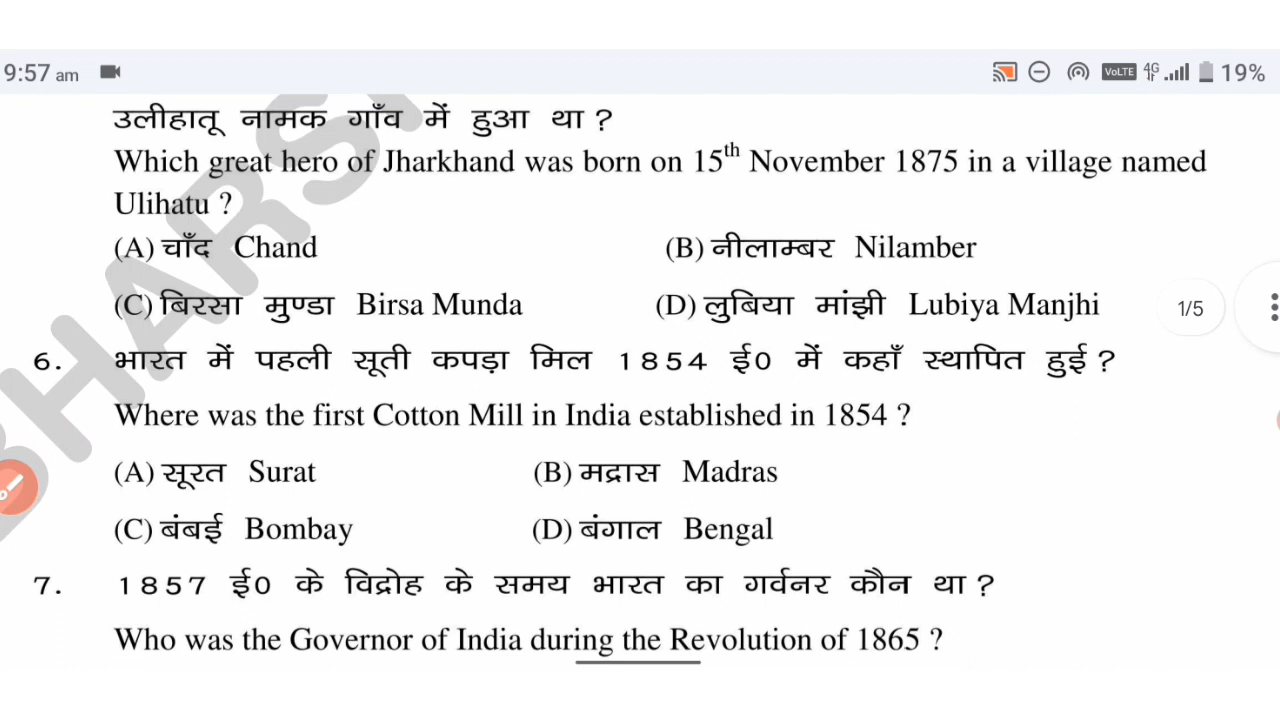 9:57 am VoLTE 4G 19%
उलीहातू नामक गाँव में हुआ था ?
Which great hero of Jharkhand was born on 15th November 1875 in a village named
Ulihatu ?
(A) चाँद Chand (B) नीलाम्बर Nilamber
(C) बिरसा मुण्डा Birsa Munda (D) लुबिया मांझी Lubiya Manjhi
1/5
6. भारत में पहली सूती कपड़ा मिल 1854 ई0 में कहाँ स्थापित हुई ?
Where was the first Cotton Mill in India established in 1854 ?
(A) सूरत Surat (B) मद्रास Madras
(C) बंबई Bombay (D) बंगाल Bengal
7. 1857 ई0 के विद्रोह के समय भारत का गर्वनर कौन था ?
Who was the Governor of India during the Revolution of 1865 ?